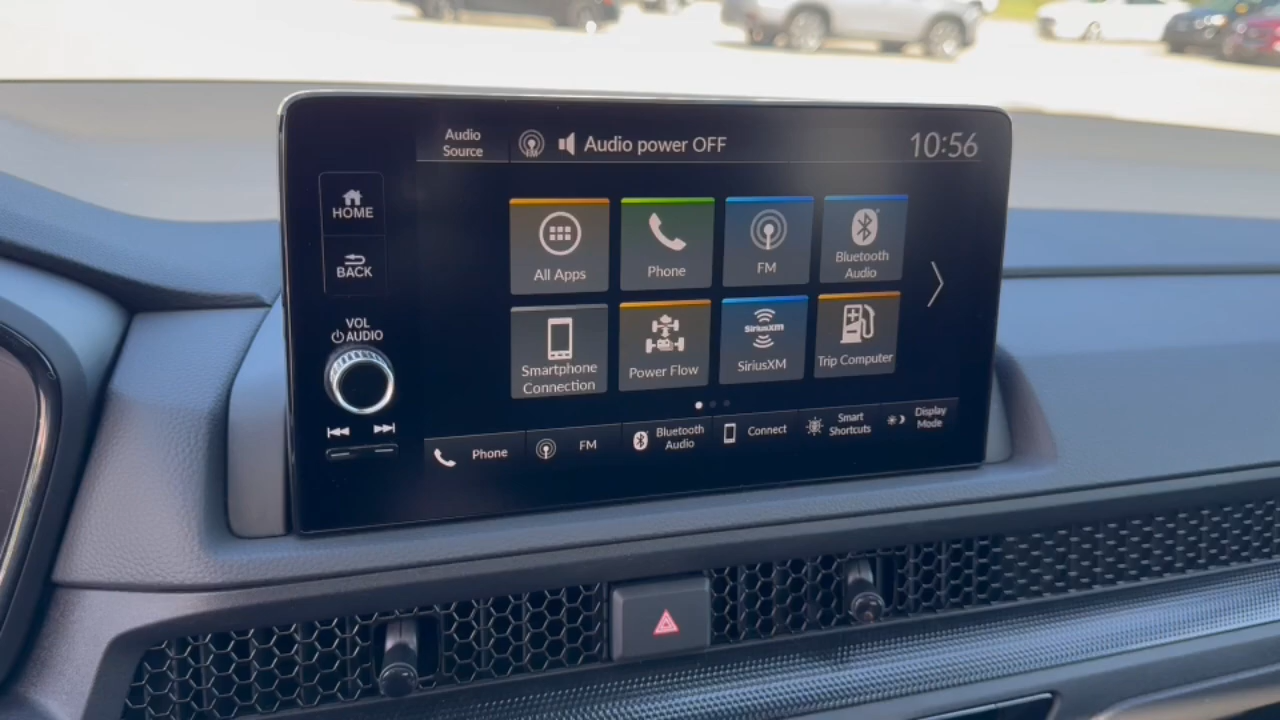 Audio
Source
FM
Audio power OFF
10:56
HOME
BACK
VOL
AUDIO
All Apps
Phone
FM
Bluetooth
Audio
Smartphone
Connection
Power Flow
SiriusXM
SiriusXM
Trip Computer
Phone
FM
Bluetooth
Audio
Connect
Smart
Shortcuts
Display
Mode